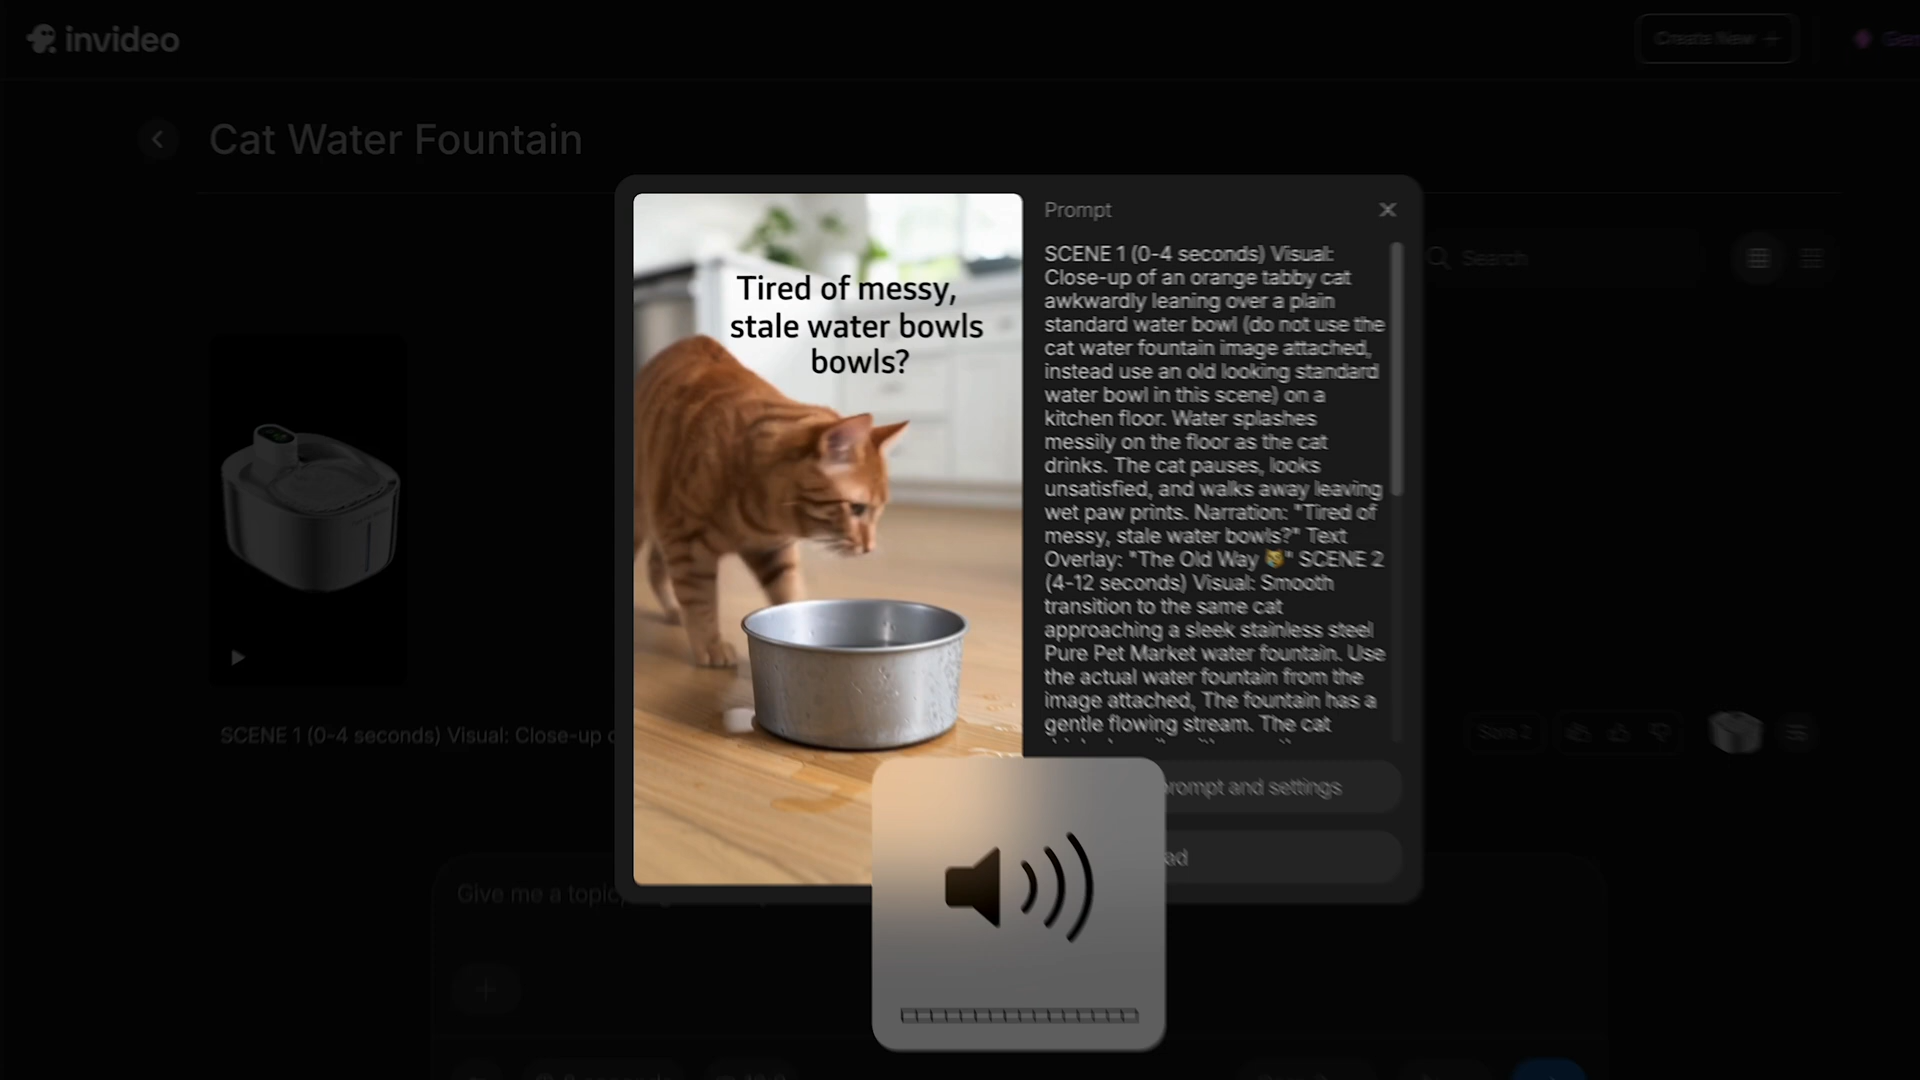 invideo
Create New +
Cat Water Fountain
Tired of messy,
stale water bowls
bowls?
Prompt
SCENE 1 (0-4 seconds) Visual:
Close-up of an orange tabby cat
awkwardly leaning over a plain
standard water bowl (do not use the
cat water fountain image attached,
instead use an old looking standard
water bowl in this scene) on a
kitchen floor. Water splashes
messily on the floor as the cat
drinks. The cat pauses, looks
unsatisfied, and walks away leaving
wet paw prints. Narration: "Tired of
messy, stale water bowls?" Text
Overlay: "The Old Way 😿" SCENE 2
(4-12 seconds) Visual: Smooth
transition to the same cat
approaching a sleek stainless steel
Pure Pet Market water fountain. Use
the actual water fountain from the
image attached, The fountain has a
gentle flowing stream. The cat
prompt and settings
Search
SCENE 1 (0-4 seconds) Visual: Close-up
Sora 2
Give me a topic,